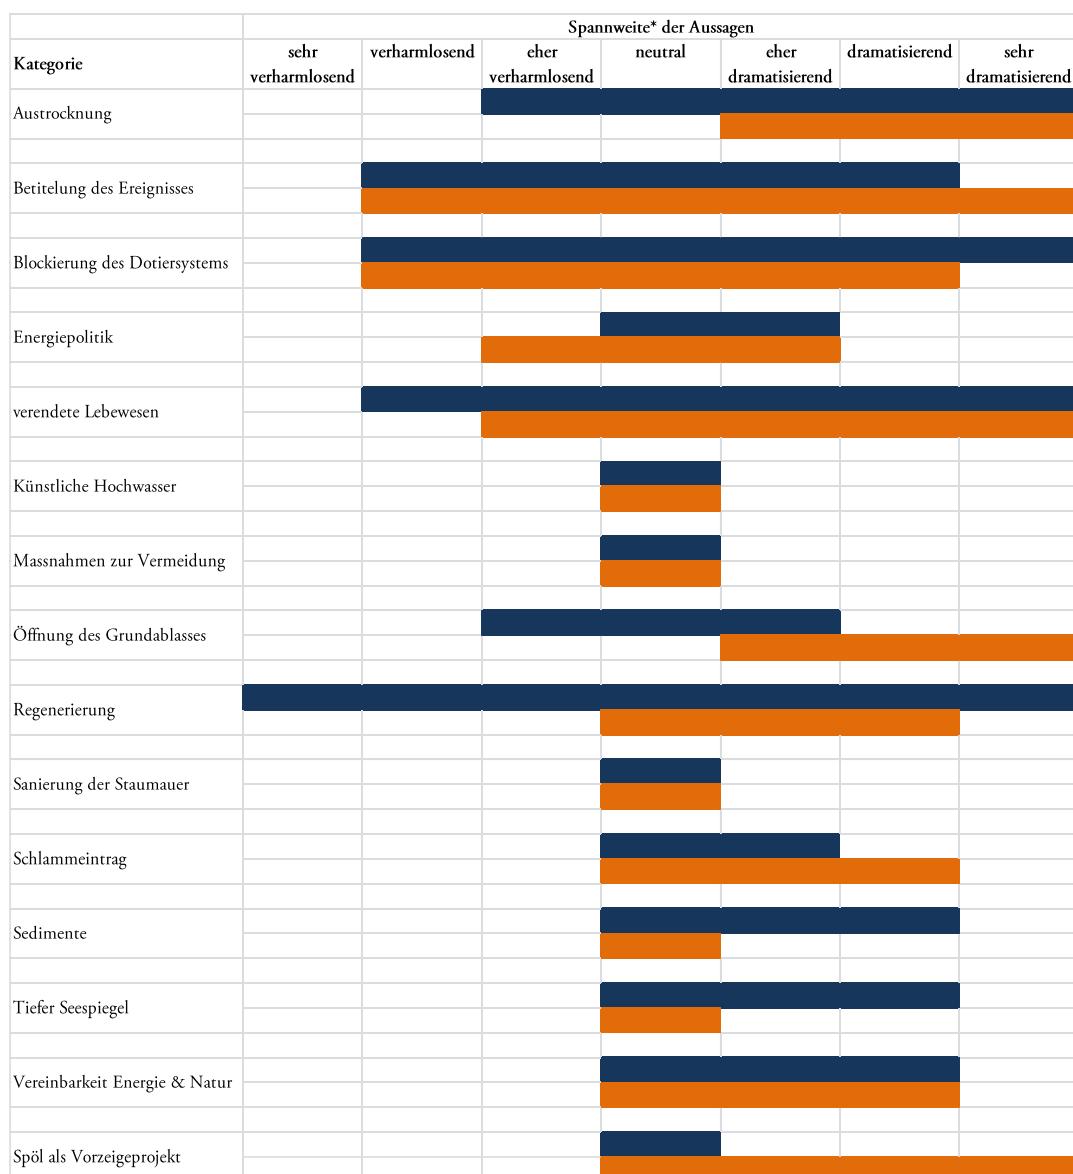 Spannweite* der Aussagen
Kategorie
sehr verharmlosend
verharmlosend
eher verharmlosend
neutral
eher dramatisierend
dramatisierend
sehr dramatisierend
Austrocknung
Betitelung des Ereignisses
Blockierung des Dotiersystems
Energiepolitik
verendete Lebewesen
Künstliche Hochwasser
Massnahmen zur Vermeidung
Öffnung des Grundablasses
Regenerierung
Sanierung der Staumauer
Schlammeintrag
Sedimente
Tiefer Seespiegel
Vereinbarkeit Energie & Natur
Spöl als Vorzeigeprojekt